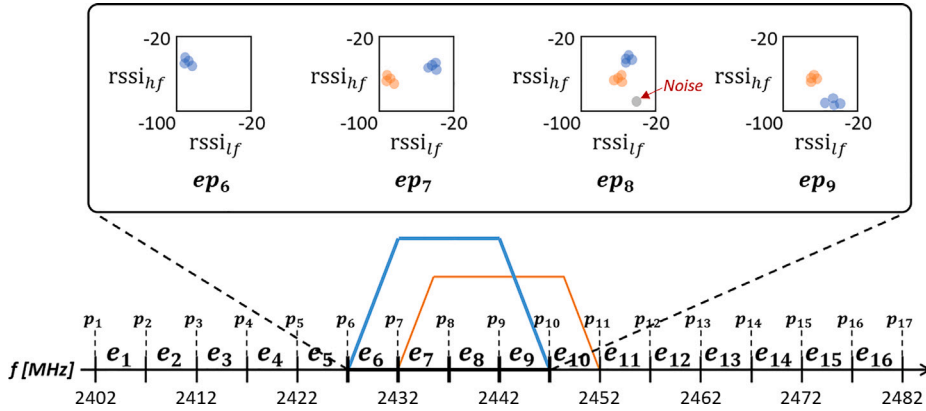 -20 -20 -20 -20
rssi_hf rssi_hf rssi_hf Noise rssi_hf
-100 -20 -100 -20 -100 -20 -100 -20
rssi_lf rssi_lf rssi_lf rssi_lf
ep_6 ep_7 ep_8 ep_9
p_1 p_2 p_3 p_4 p_5 p_6 p_7 p_8 p_9 p_10 p_11 p_12 p_13 p_14 p_15 p_16 p_17
e_1 e_2 e_3 e_4 e_5 e_6 e_7 e_8 e_9 e_10 e_11 e_12 e_13 e_14 e_15 e_16
f [MHz]
2402 2412 2422 2432 2442 2452 2462 2472 2482